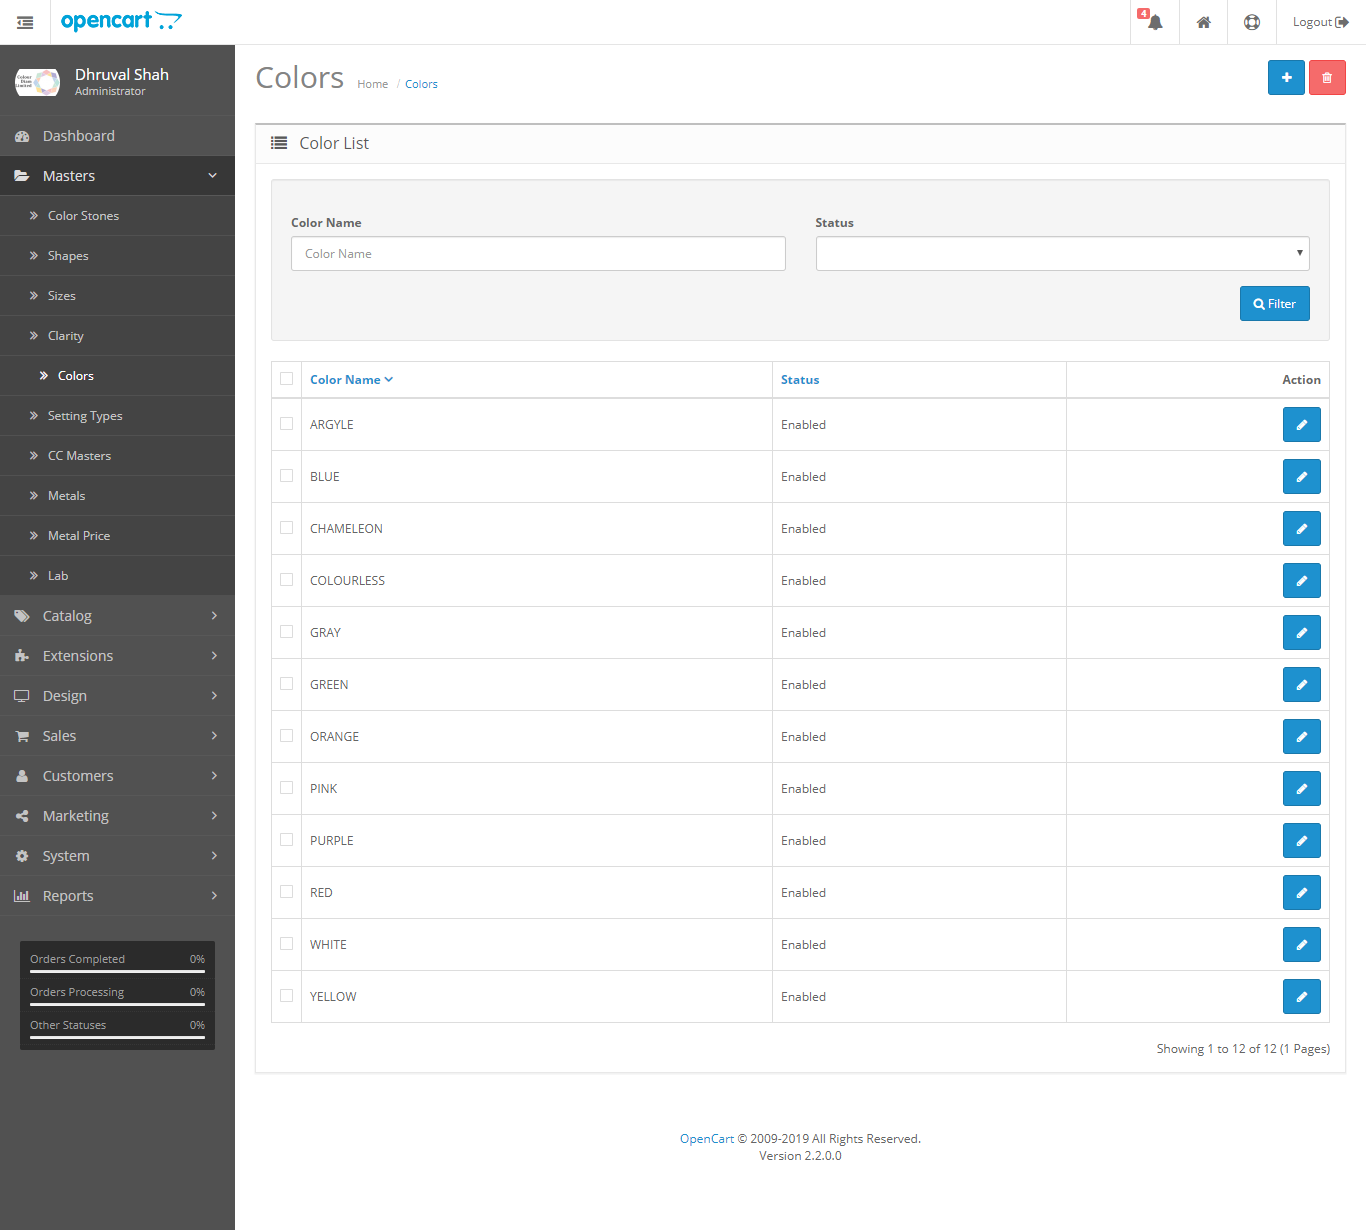 opencart
4
Logout
Dhruval Shah
Administrator
Dashboard
Masters
Color Stones
Shapes
Sizes
Clarity
Colors
Setting Types
CC Masters
Metals
Metal Price
Lab
Catalog
Extensions
Design
Sales
Customers
Marketing
System
Reports
Orders Completed 0%
Orders Processing 0%
Other Statuses 0%
Colors Home / Colors
Color List
Color Name Status
Color Name
Filter
Color Name Status Action
ARGYLE Enabled
BLUE Enabled
CHAMELEON Enabled
COLOURLESS Enabled
GRAY Enabled
GREEN Enabled
ORANGE Enabled
PINK Enabled
PURPLE Enabled
RED Enabled
WHITE Enabled
YELLOW Enabled
Showing 1 to 12 of 12 (1 Pages)
OpenCart © 2009-2019 All Rights Reserved.
Version 2.2.0.0